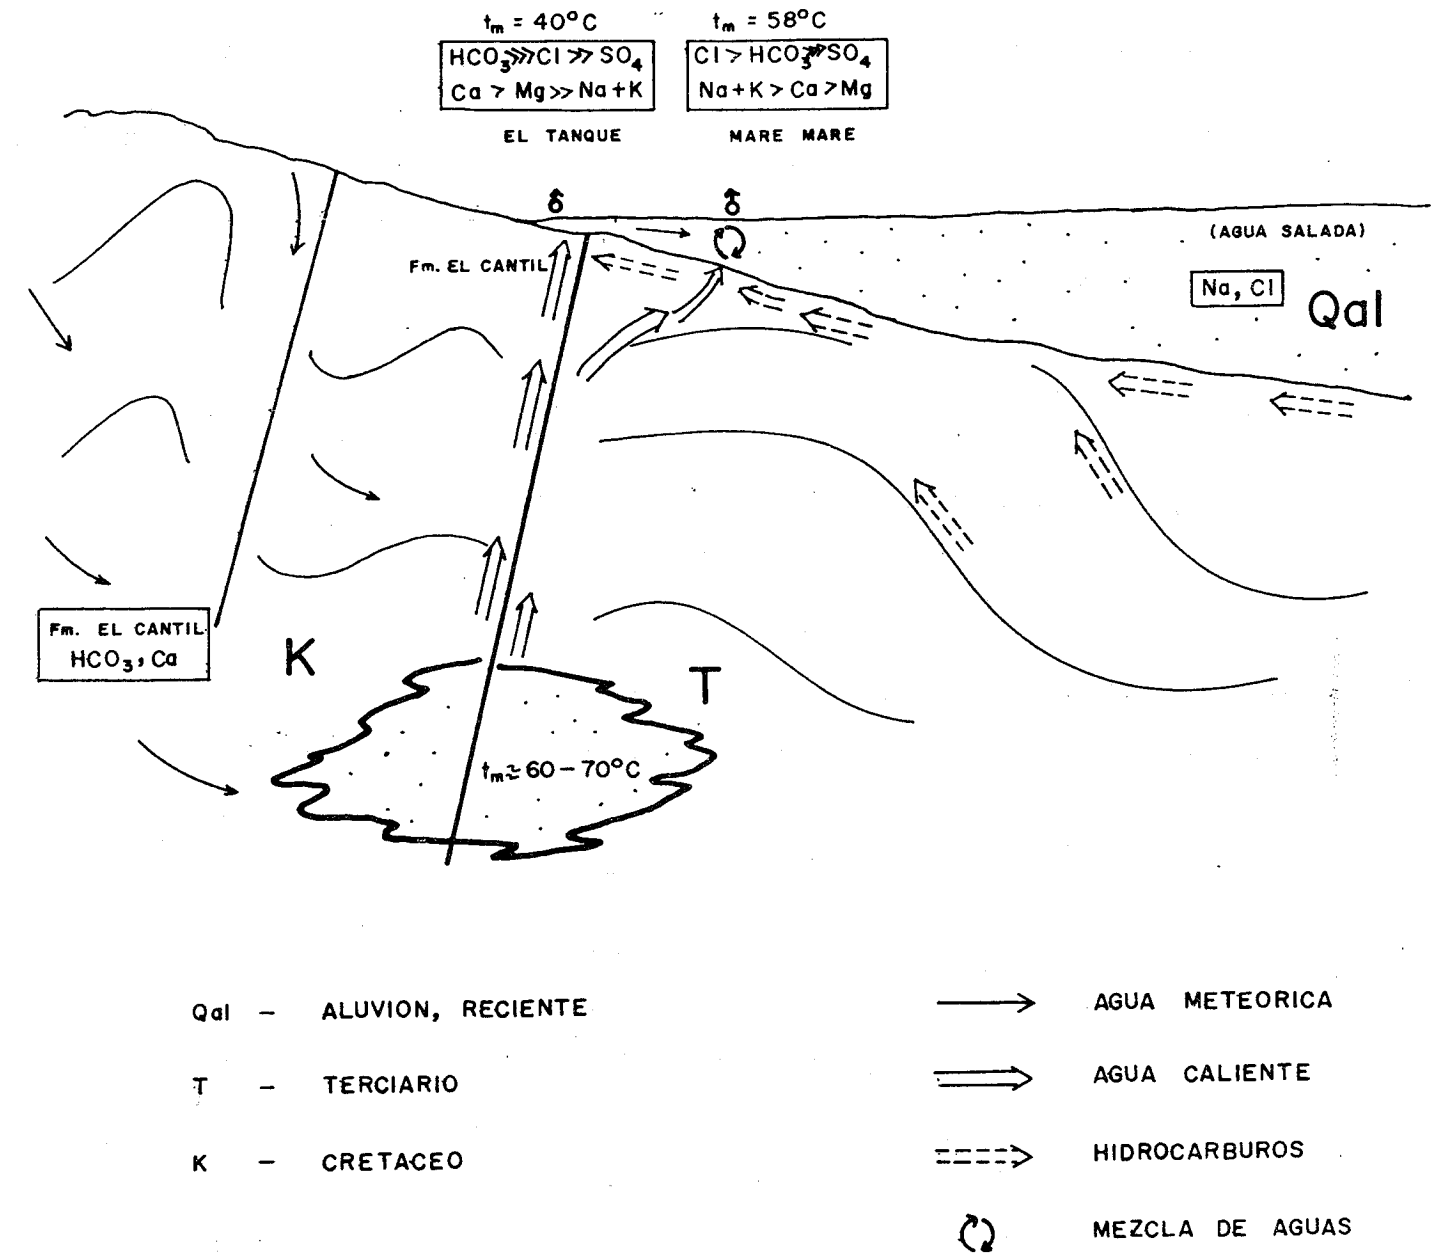 tm = 40°C
tm = 58°C
HCO3⋙Cl≫SO4
Ca > Mg >> Na+K
Cl > HCO3⋙SO4
Na+K > Ca > Mg
EL TANQUE
MARE MARE
(AGUA SALADA)
Fm. EL CANTIL
Na, Cl
Qal
Fm. EL CANTIL
HCO3, Ca
K
T
tm ≃ 60 - 70°C
Qal - ALUVION, RECIENTE
T - TERCIARIO
K - CRETACEO
AGUA METEORICA
AGUA CALIENTE
HIDROCARBUROS
MEZCLA DE AGUAS